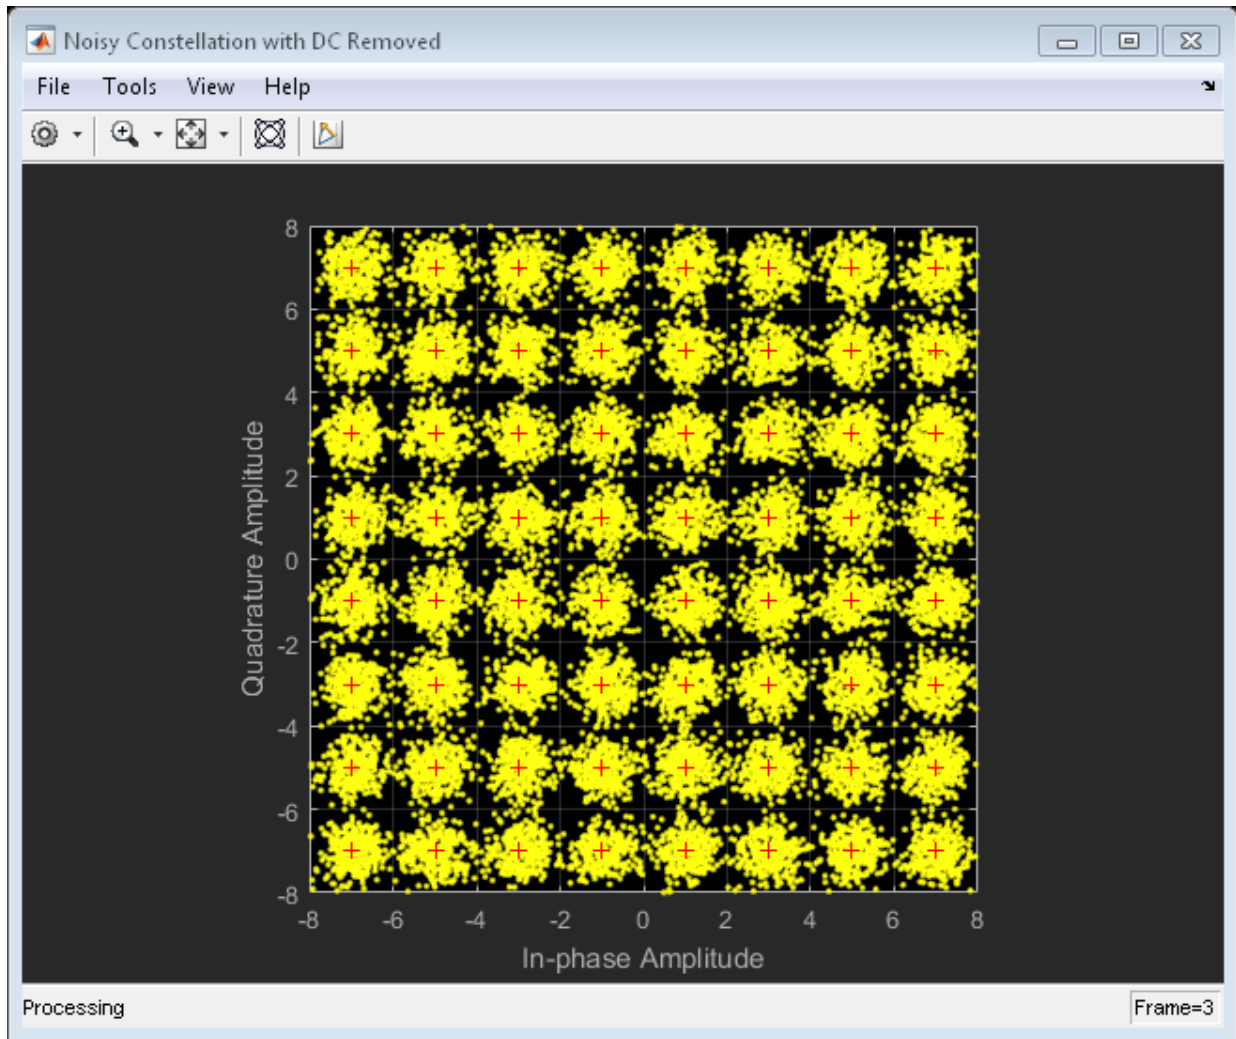 Noisy Constellation with DC Removed
File Tools View Help
8
6
4
2
0
-2
-4
-6
-8
Quadrature Amplitude
-8 -6 -4 -2 0 2 4 6 8
In-phase Amplitude
Processing Frame=3